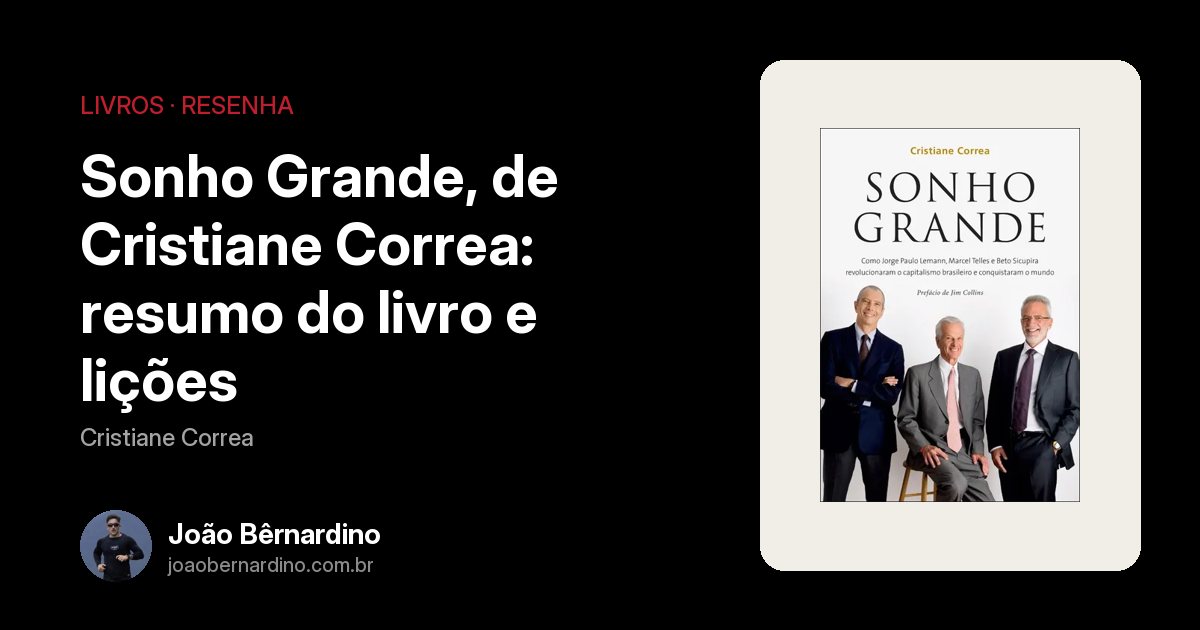 LIVROS · RESENHA
Sonho Grande, de
Cristiane Correa:
resumo do livro e
lições
Cristiane Correa
João Bêrnardino
joaobernardino.com.br
Cristiane Correa
SONHO
GRANDE
Como Jorge Paulo Lemann, Marcel Telles e Beto Sicupira
revolucionaram o capitalismo brasileiro e conquistaram o mundo
Prefácio de Jim Collins